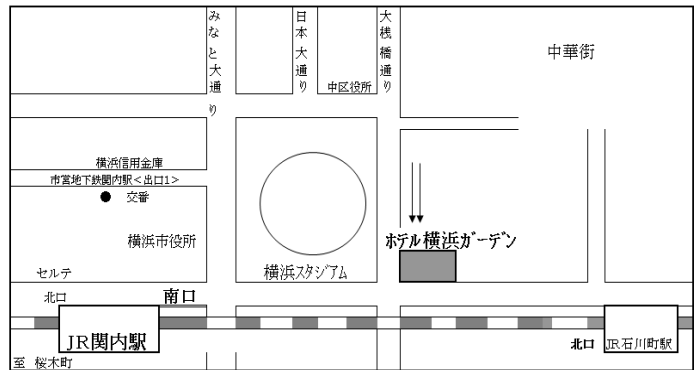 みなと大通り
日本大通り
大桟橋通り
中華街
中区役所
横浜信用金庫
市営地下鉄関内駅<出口1>
交番
横浜市役所
ホテル横浜ガーデン
セルテ
横浜スタジアム
北口
南口
JR関内駅
北口
JR石川町駅
至 桜木町